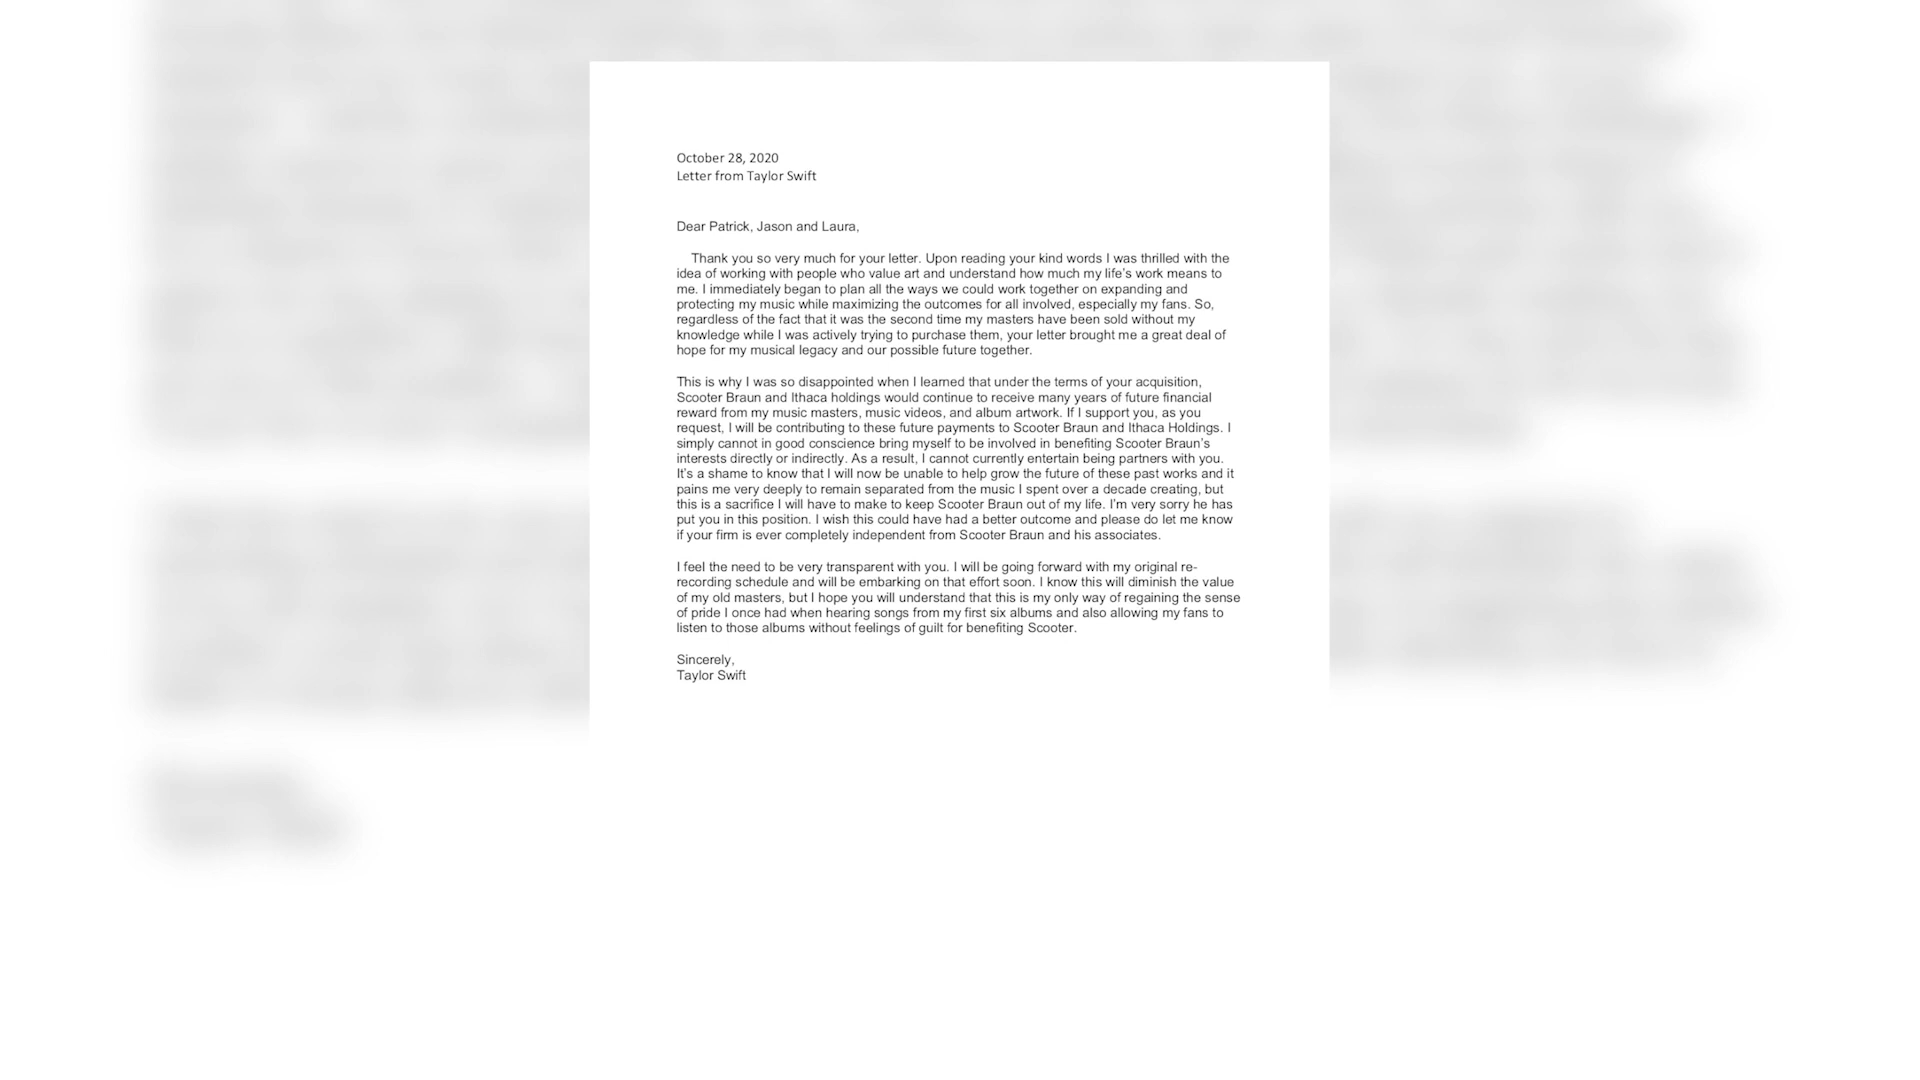 October 28, 2020
Letter from Taylor Swift
Dear Patrick, Jason and Laura,
Thank you so very much for your letter. Upon reading your kind words I was thrilled with the
idea of working with people who value art and understand how much my life’s work means to
me. I immediately began to plan all the ways we could work together on expanding and
protecting my music while maximizing the outcomes for all involved, especially my fans. So,
regardless of the fact that it was the second time my masters have been sold without my
knowledge while I was actively trying to purchase them, your letter brought me a great deal of
hope for my musical legacy and our possible future together.
This is why I was so disappointed when I learned that under the terms of your acquisition,
Scooter Braun and Ithaca holdings would continue to receive many years of future financial
reward from my music masters, music videos, and album artwork. If I support you, as you
request, I will be contributing to these future payments to Scooter Braun and Ithaca Holdings. I
simply cannot in good conscience bring myself to be involved in benefiting Scooter Braun’s
interests directly or indirectly. As a result, I cannot currently entertain being partners with you.
It’s a shame to know that I will now be unable to help grow the future of these past works and it
pains me very deeply to remain separated from the music I spent over a decade creating, but
this is a sacrifice I will have to make to keep Scooter Braun out of my life. I’m very sorry he has
put you in this position. I wish this could have had a better outcome and please do let me know
if your firm is ever completely independent from Scooter Braun and his associates.
I feel the need to be very transparent with you. I will be going forward with my original re-
recording schedule and will be embarking on that effort soon. I know this will diminish the value
of my old masters, but I hope you will understand that this is my only way of regaining the sense
of pride I once had when hearing songs from my first six albums and also allowing my fans to
listen to those albums without feelings of guilt for benefiting Scooter.
Sincerely,
Taylor Swift